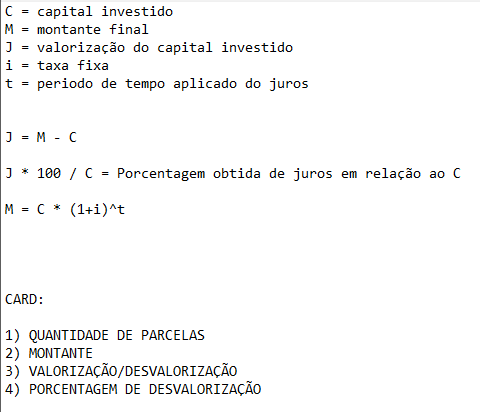 C = capital investido
M = montante final
J = valorização do capital investido
i = taxa fixa
t = periodo de tempo aplicado do juros
J = M - C
J * 100 / C = Porcentagem obtida de juros em relação ao C
M = C * (1+i)^t
CARD:
1) QUANTIDADE DE PARCELAS
2) MONTANTE
3) VALORIZAÇÃO/DESVALORIZAÇÃO
4) PORCENTAGEM DE DESVALORIZAÇÃO